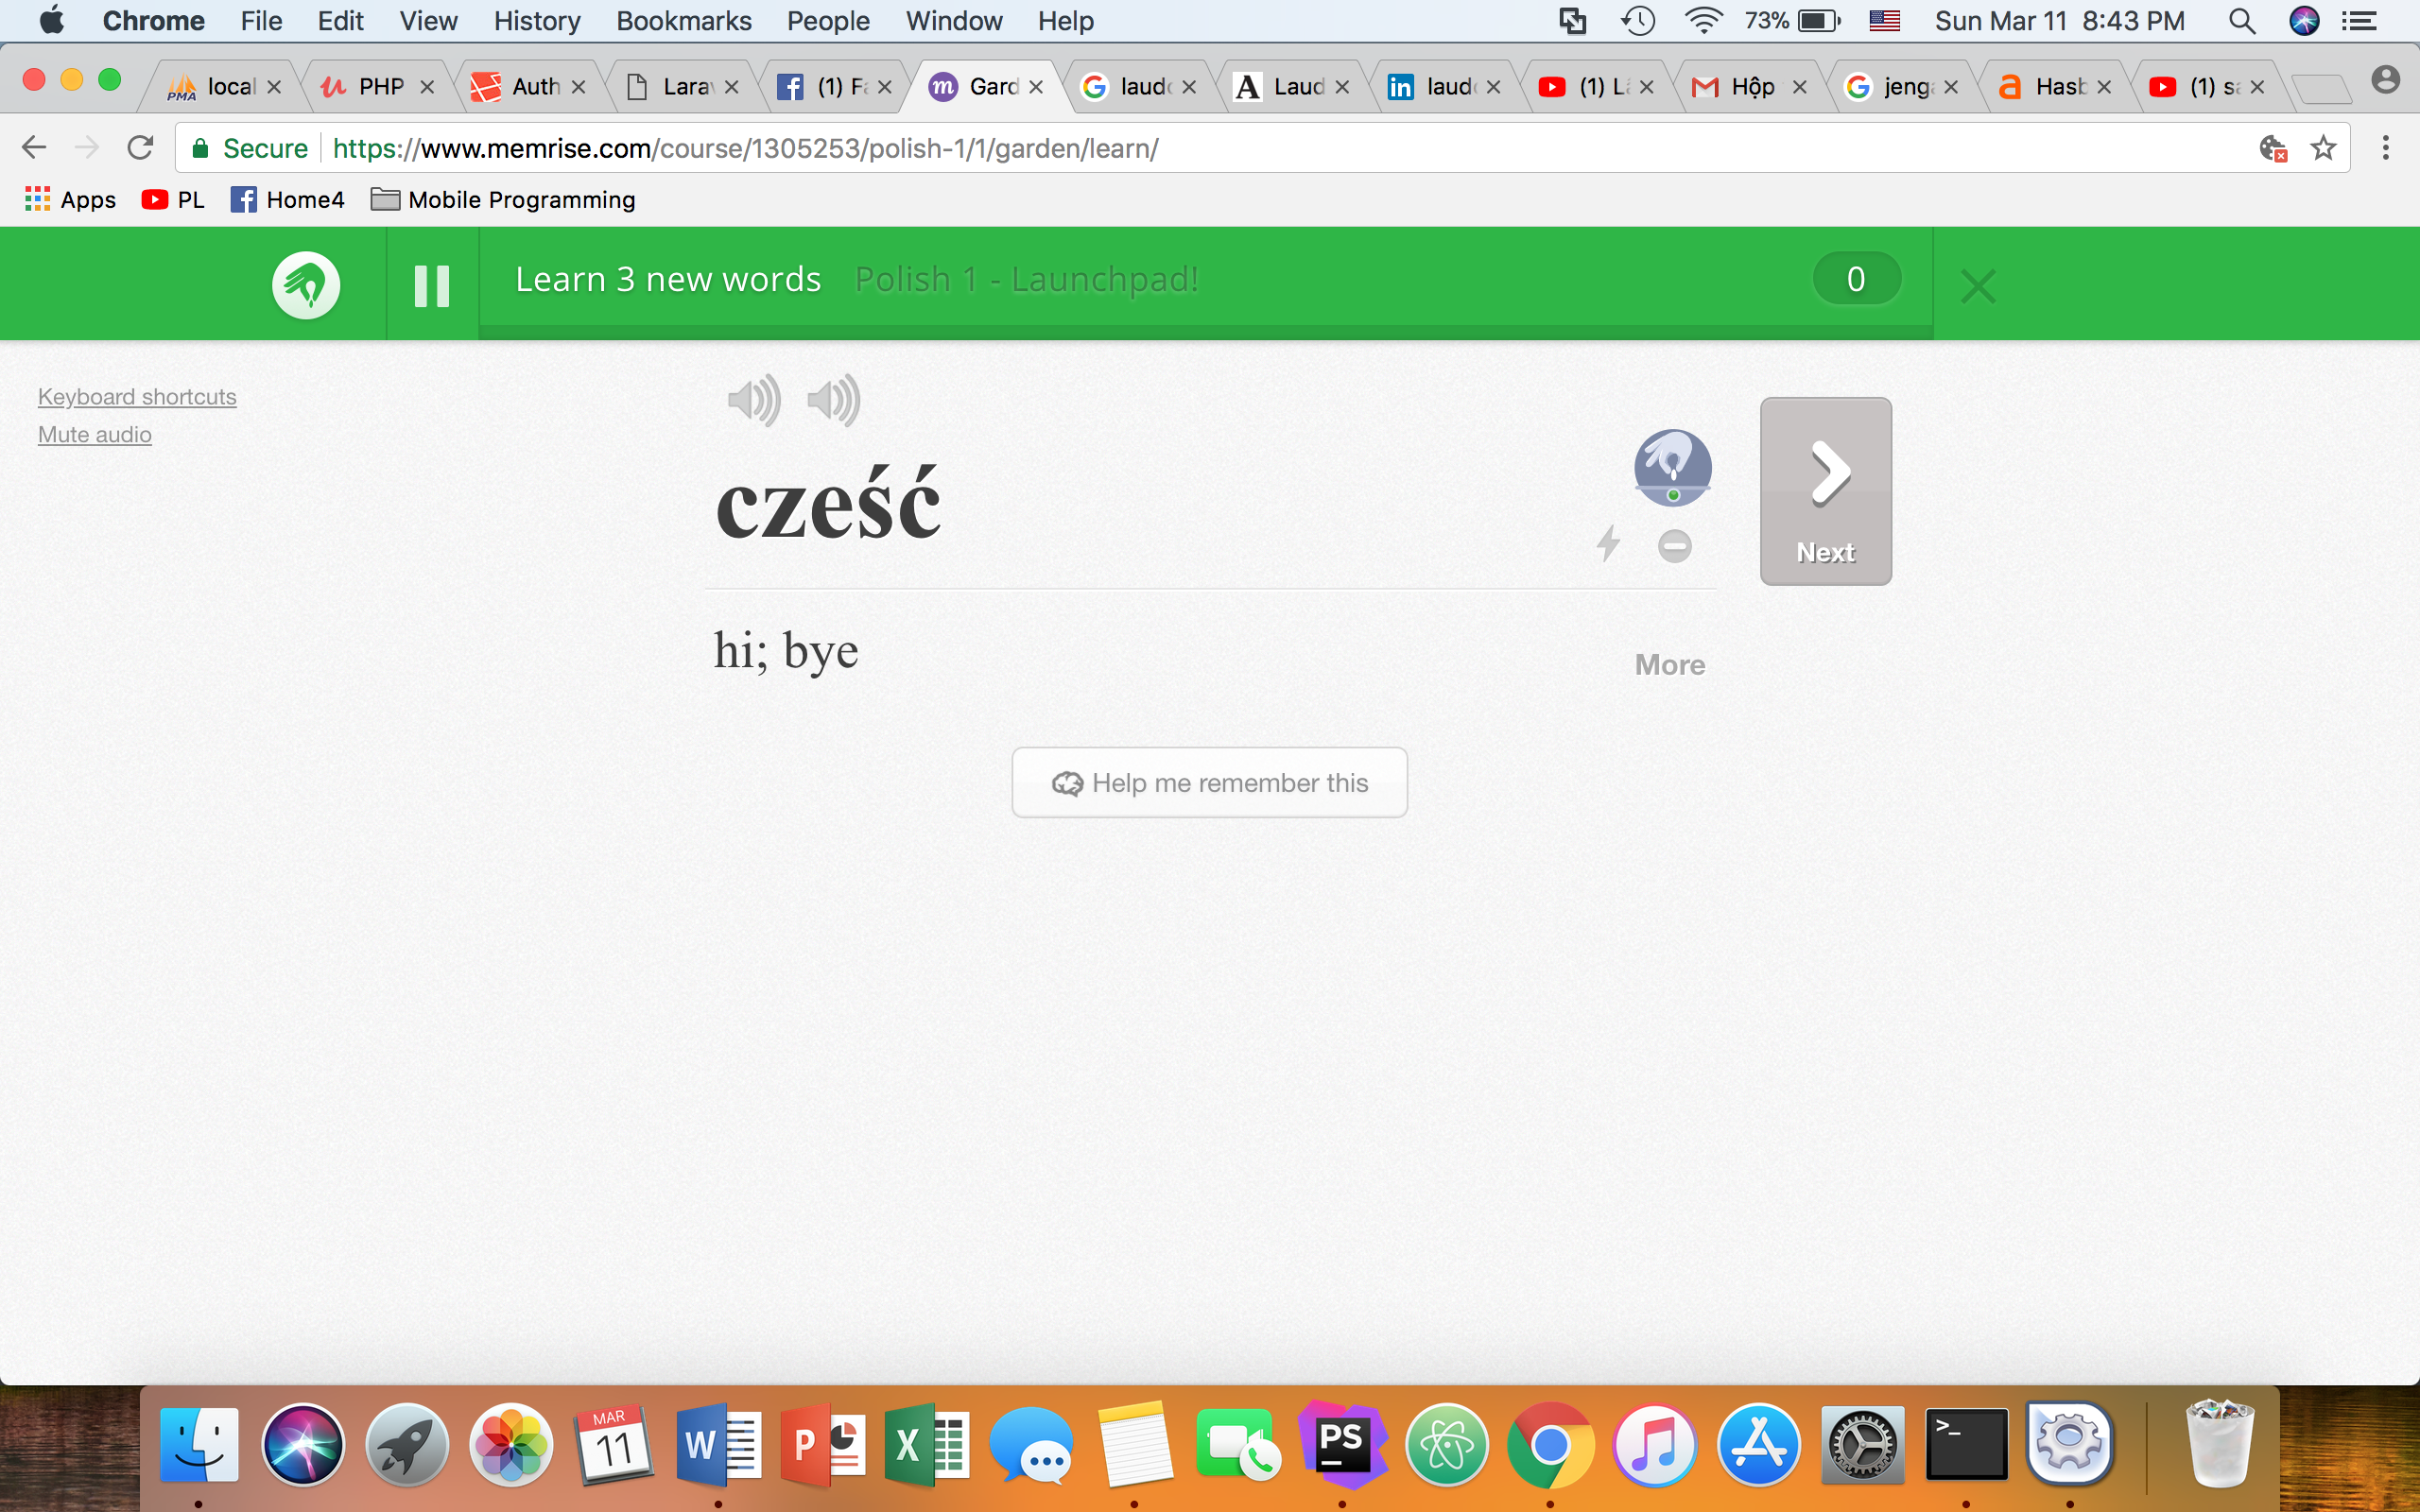 Chrome File Edit View History Bookmarks People Window Help 73% Sun Mar 11 8:43 PM
PMA local PHP Auth Lara (1) Fa m Gard laud A Laud in laud (1) Lã Hộp jeng a Hasb (1) sa
Secure https://www.memrise.com/course/1305253/polish-1/1/garden/learn/
Apps PL Home4 Mobile Programming
Learn 3 new words Polish 1 - Launchpad! 0
Keyboard shortcuts
Mute audio
cześć
Next
hi; bye
More
Help me remember this
MAR
11
W P X PS >_